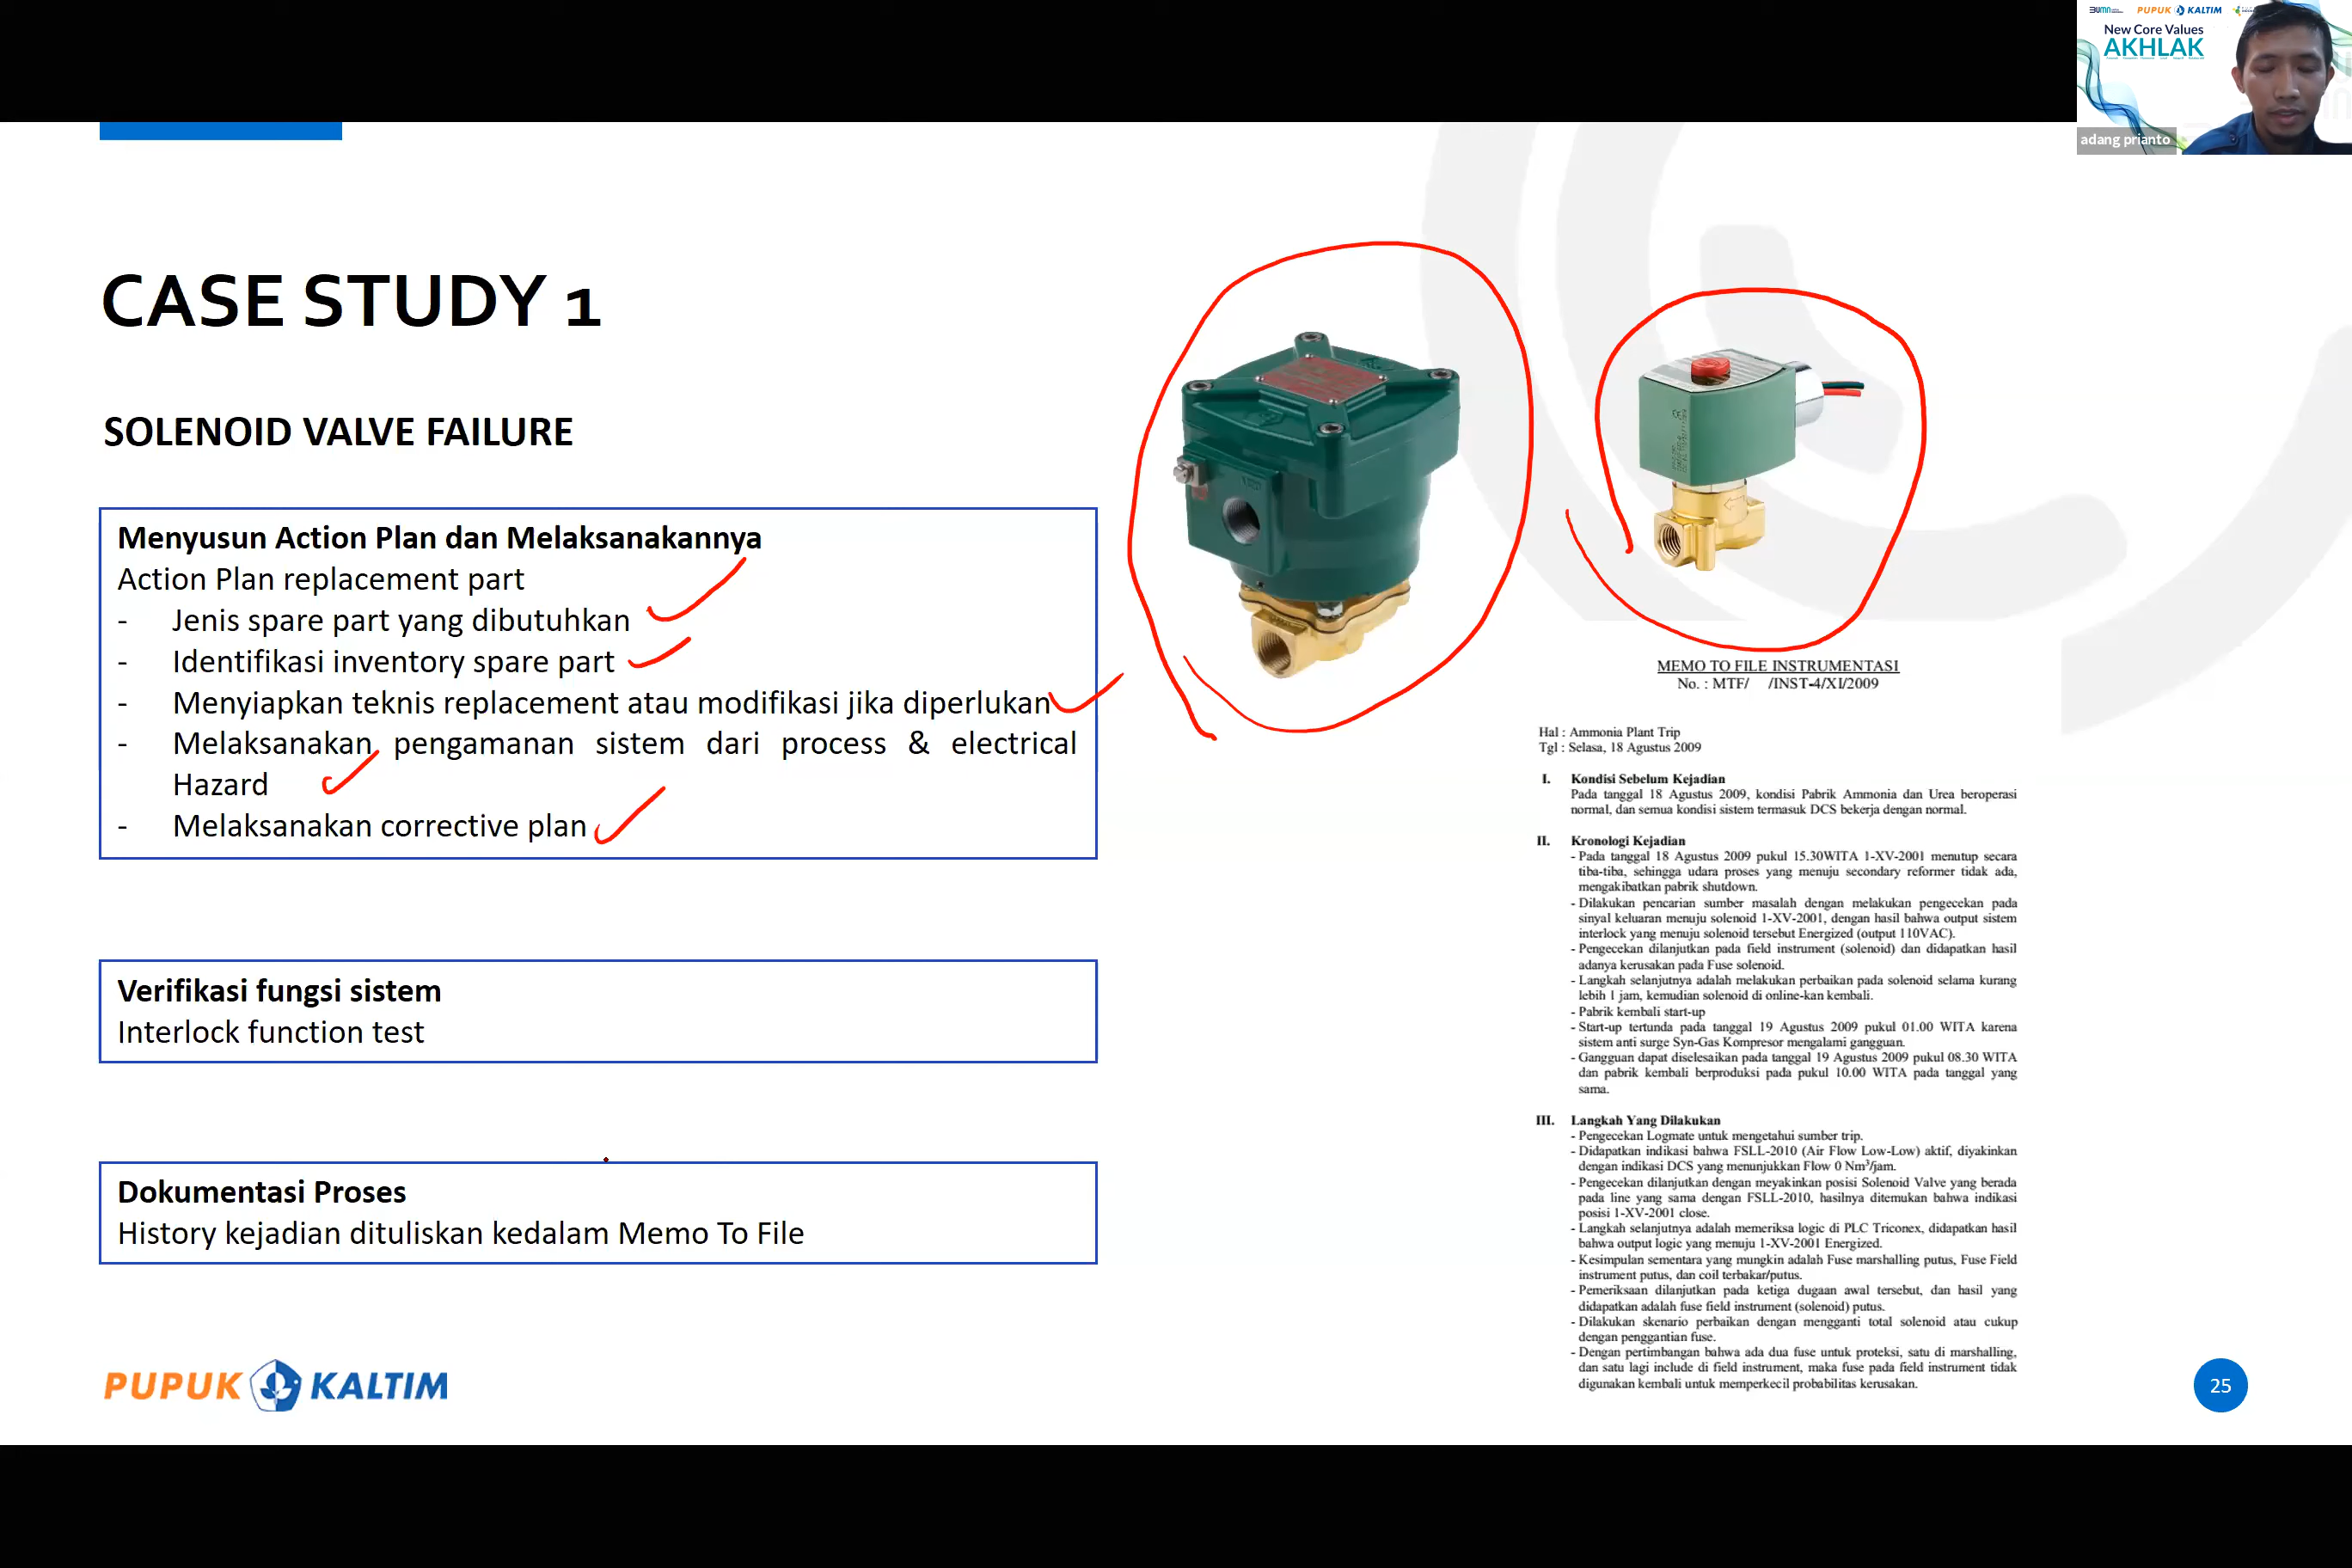 BUMN
PUPUK KALTIM
New Core Values
AKHLAK
adang prianto
CASE STUDY 1
SOLENOID VALVE FAILURE
Menyusun Action Plan dan Melaksanakannya
Action Plan replacement part
- Jenis spare part yang dibutuhkan
- Identifikasi inventory spare part
- Menyiapkan teknis replacement atau modifikasi jika diperlukan
- Melaksanakan pengamanan sistem dari process & electrical
Hazard
- Melaksanakan corrective plan
Verifikasi fungsi sistem
Interlock function test
Dokumentasi Proses
History kejadian dituliskan kedalam Memo To File
PUPUK KALTIM
MEMO TO FILE INSTRUMENTASI
No. : MTF/ /INST-4/XI/2009
Hal : Ammonia Plant Trip
Tgl : Selasa, 18 Agustus 2009
I. Kondisi Sebelum Kejadian
Pada tanggal 18 Agustus 2009, kondisi Pabrik Ammonia dan Urea beroperasi
normal, dan semua kondisi sistem termasuk DCS bekerja dengan normal.
II. Kronologi Kejadian
- Pada tanggal 18 Agustus 2009 pukul 15.30WITA 1-XV-2001 menutup secara
tiba-tiba, sehingga udara proses yang menuju secondary reformer tidak ada,
mengakibatkan pabrik shutdown.
- Dilakukan pencarian sumber masalah dengan melakukan pengecekan pada
sinyal keluaran menuju solenoid 1-XV-2001, dengan hasil bahwa output sistem
interlock yang menuju solenoid tersebut Energized (output 110VAC).
- Pengecekan dilanjutkan pada field instrument (solenoid) dan didapatkan hasil
adanya kerusakan pada Fuse solenoid.
- Langkah selanjutnya adalah melakukan perbaikan pada solenoid selama kurang
lebih 1 jam, kemudian solenoid di online-kan kembali.
- Pabrik kembali start-up
- Start-up tertunda pada tanggal 19 Agustus 2009 pukul 01.00 WITA karena
sistem anti surge Syn-Gas Kompresor mengalami gangguan.
- Gangguan dapat diselesaikan pada tanggal 19 Agustus 2009 pukul 08.30 WITA
dan pabrik kembali berproduksi pada pukul 10.00 WITA pada tanggal yang
sama.
III. Langkah Yang Dilakukan
- Pengecekan Logmate untuk mengetahui sumber trip.
- Didapatkan indikasi bahwa FSLL-2010 (Air Flow Low-Low) aktif, diyakinkan
dengan indikasi DCS yang menunjukkan Flow 0 Nm³/jam.
- Pengecekan dilanjutkan dengan meyakinkan posisi Solenoid Valve yang berada
pada line yang sama dengan FSLL-2010, hasilnya ditemukan bahwa indikasi
posisi 1-XV-2001 close.
- Langkah selanjutnya adalah memeriksa logic di PLC Triconex, didapatkan hasil
bahwa output logic yang menuju 1-XV-2001 Energized.
- Kesimpulan sementara yang mungkin adalah Fuse marshalling putus, Fuse Field
instrument putus, dan coil terbakar/putus.
- Pemeriksaan dilanjutkan pada ketiga dugaan awal tersebut, dan hasil yang
didapatkan adalah fuse field instrument (solenoid) putus.
- Dilakukan skenario perbaikan dengan mengganti total solenoid atau cukup
dengan penggantian fuse.
- Dengan pertimbangan bahwa ada dua fuse untuk proteksi, satu di marshalling,
dan satu lagi include di field instrument, maka fuse pada field instrument tidak
digunakan kembali untuk memperkecil probabilitas kerusakan.
25